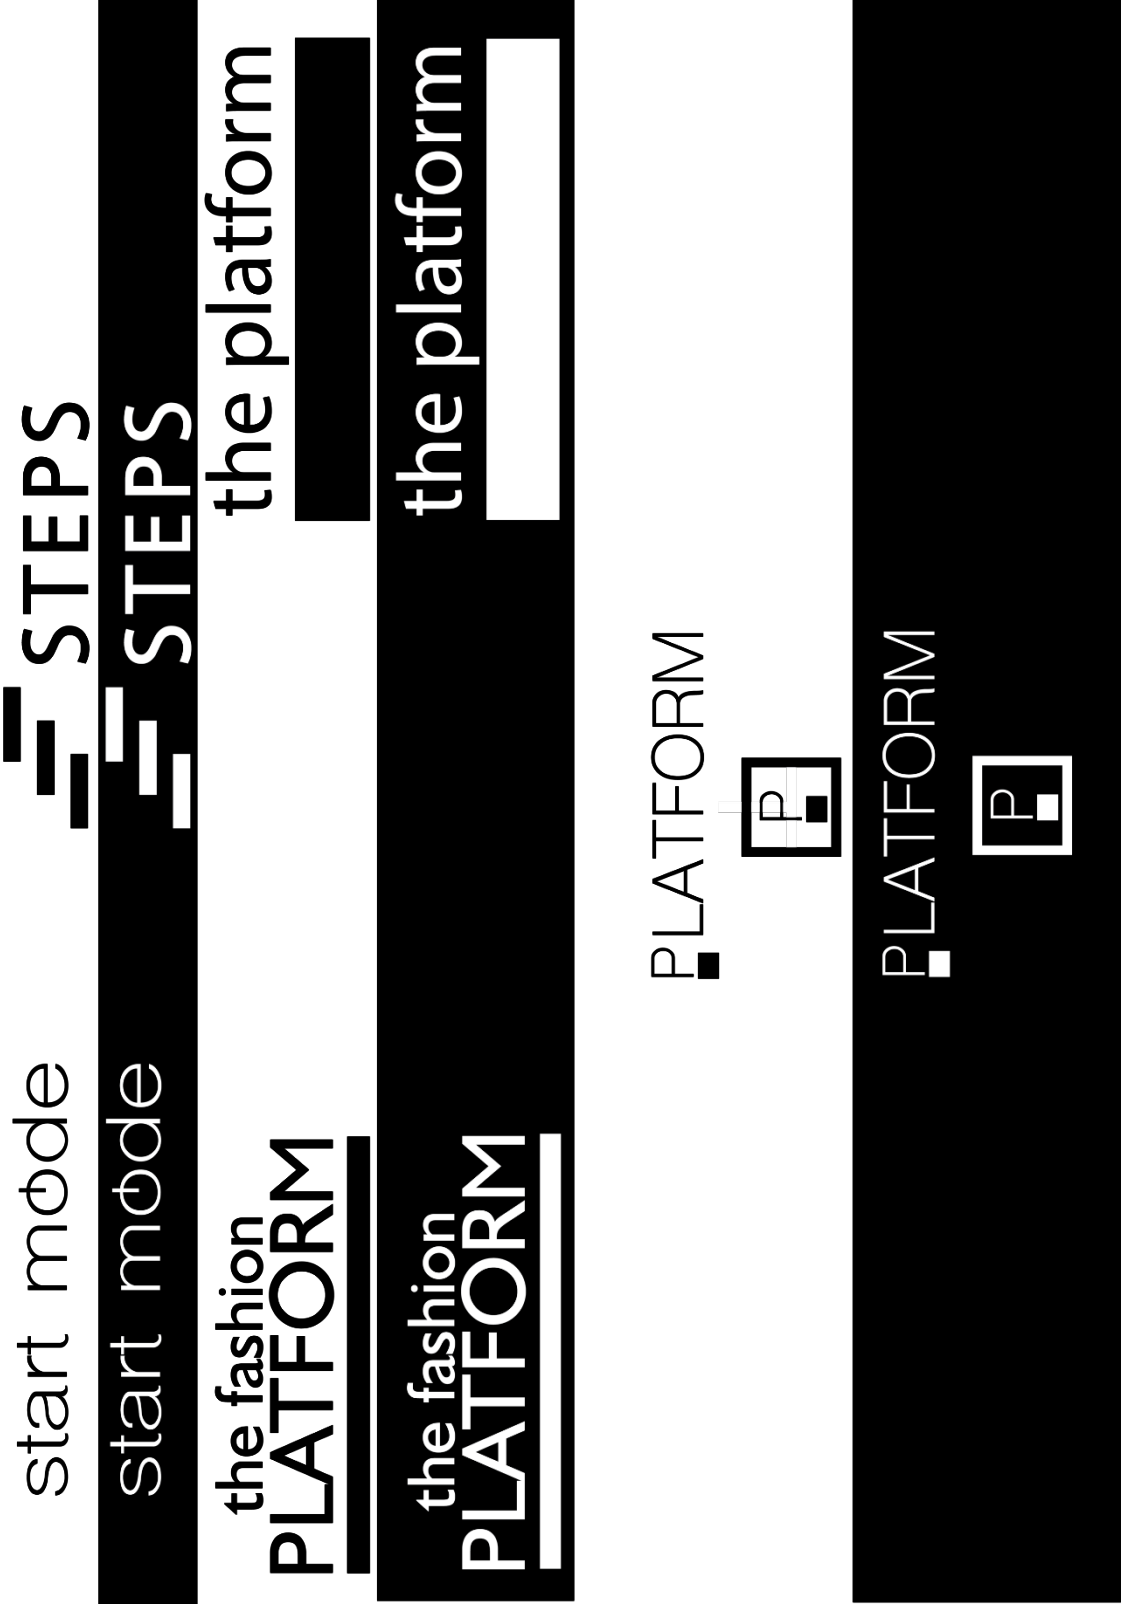 start mode
STEPS
start mode
STEPS
the fashion
PLATFORM
the platform
the fashion
PLATFORM
the platform
PLATFORM
P
PLATFORM
P